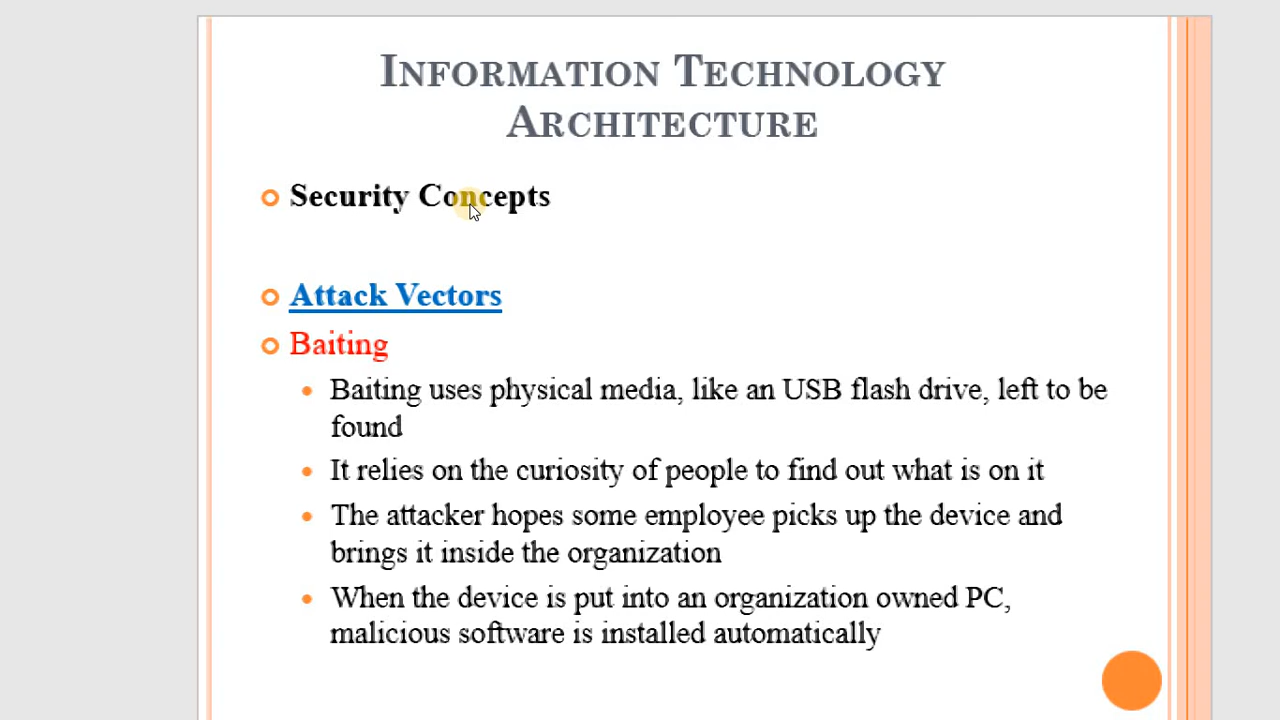 INFORMATION TECHNOLOGY
ARCHITECTURE
Security Concepts
Attack Vectors
Baiting
Baiting uses physical media, like an USB flash drive, left to be
found
It relies on the curiosity of people to find out what is on it
The attacker hopes some employee picks up the device and
brings it inside the organization
When the device is put into an organization owned PC,
malicious software is installed automatically